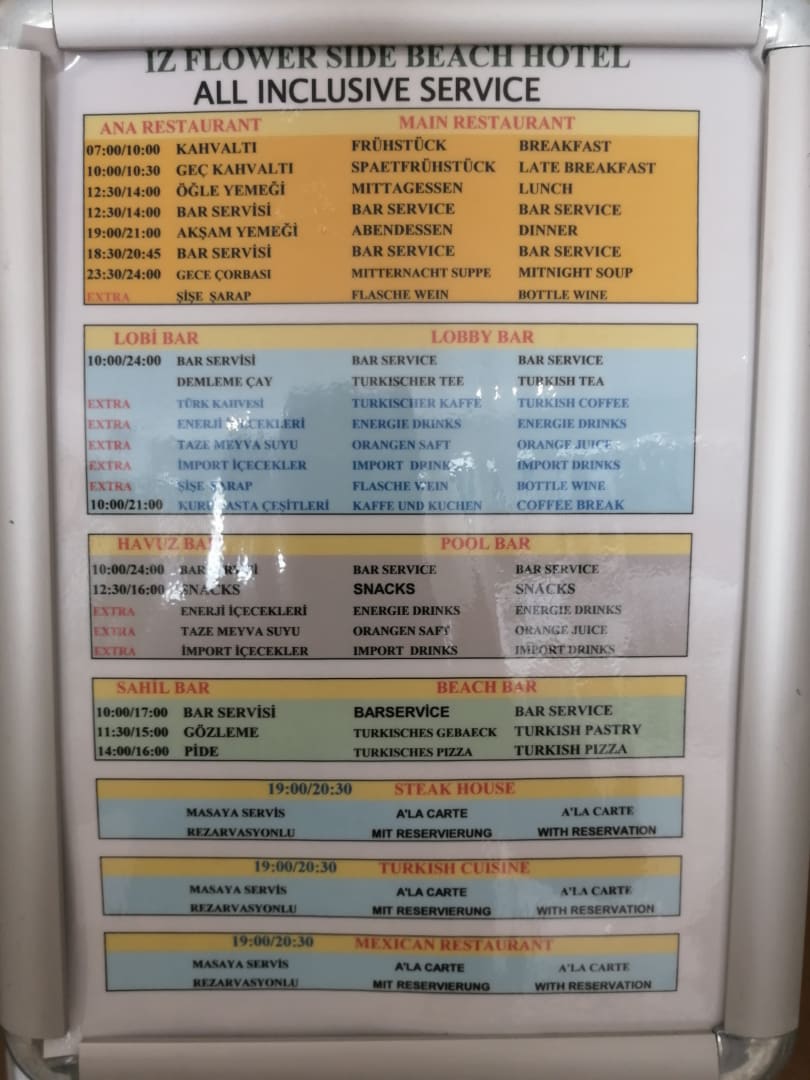 IZ FLOWER SIDE BEACH HOTEL
ALL INCLUSIVE SERVICE
ANA RESTAURANT MAIN RESTAURANT
07:00/10:00 KAHVALTI FRÜHSTÜCK BREAKFAST
10:00/10:30 GEÇ KAHVALTI SPAETFRÜHSTÜCK LATE BREAKFAST
12:30/14:00 ÖĞLE YEMEĞİ MITTAGESSEN LUNCH
12:30/14:00 BAR SERVİSİ BAR SERVICE BAR SERVICE
19:00/21:00 AKŞAM YEMEĞİ ABENDESSEN DINNER
18:30/20:45 BAR SERVİSİ BAR SERVICE BAR SERVICE
23:30/24:00 GECE ÇORBASI MITTERNACHT SUPPE MITNIGHT SOUP
EXTRA ŞİŞE ŞARAP FLASCHE WEIN BOTTLE WINE
LOBİ BAR LOBBY BAR
10:00/24:00 BAR SERVİSİ BAR SERVICE BAR SERVICE
DEMLEME ÇAY TURKISCHER TEE TURKISH TEA
EXTRA TÜRK KAHVESİ TURKISCHER KAFFE TURKISH COFFEE
EXTRA ENERJİ İÇECEKLERİ ENERGIE DRINKS ENERGIE DRINKS
EXTRA TAZE MEYVA SUYU ORANGEN SAFT ORANGE JUICE
EXTRA İMPORT İÇECEKLER IMPORT DRINKS IMPORT DRINKS
EXTRA ŞİŞE ŞARAP FLASCHE WEIN BOTTLE WINE
10:00/21:00 KURU PASTA ÇEŞİTLERİ KAFFE UND KUCHEN COFFEE BREAK
HAVUZ BAR POOL BAR
10:00/24:00 BAR SERVİSİ BAR SERVICE BAR SERVICE
12:30/16:00 SNACKS SNACKS SNACKS
EXTRA ENERJİ İÇECEKLERİ ENERGIE DRINKS ENERGIE DRINKS
EXTRA TAZE MEYVA SUYU ORANGEN SAFT ORANGE JUICE
EXTRA İMPORT İÇECEKLER IMPORT DRINKS IMPORT DRINKS
SAHİL BAR BEACH BAR
10:00/17:00 BAR SERVİSİ BARSERVİCE BAR SERVICE
11:30/15:00 GÖZLEME TURKISCHES GEBAECK TURKISH PASTRY
14:00/16:00 PİDE TURKISCHES PIZZA TURKISH PIZZA
19:00/20:30 STEAK HOUSE
MASAYA SERVİS A'LA CARTE A'LA CARTE
REZARVASYONLU MIT RESERVIERUNG WITH RESERVATION
19:00/20:30 TURKISH CUISINE
MASAYA SERVİS A'LA CARTE A'LA CARTE
REZARVASYONLU MIT RESERVIERUNG WITH RESERVATION
19:00/20:30 MEXICAN RESTAURANT
MASAYA SERVİS A'LA CARTE A'LA CARTE
REZARVASYONLU MIT RESERVIERUNG WITH RESERVATION